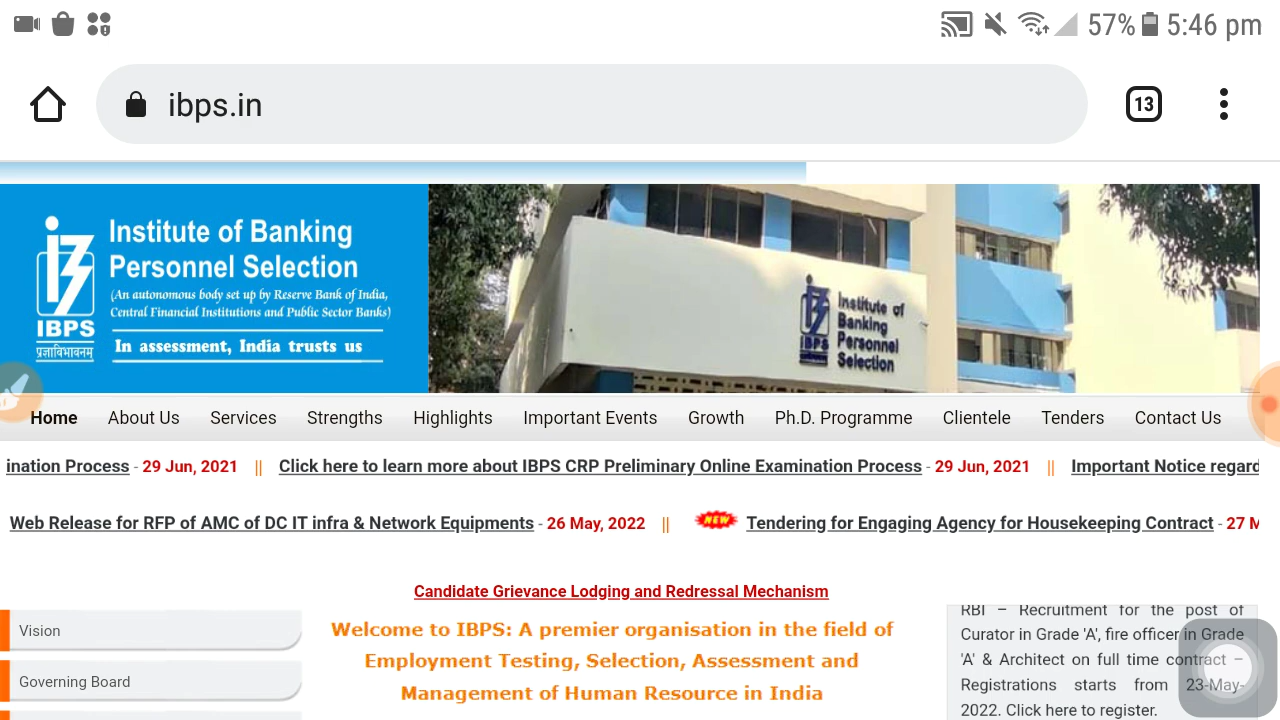 57% 5:46 pm
ibps.in
13
Institute of Banking
Personnel Selection
(An autonomous body set up by Reserve Bank of India,
Central Financial Institutions and Public Sector Banks)
In assessment, India trusts us
IBPS
प्रज्ञाविभावनम्
Institute of
Banking
Personnel
Selection
IBPS
Home About Us Services Strengths Highlights Important Events Growth Ph.D. Programme Clientele Tenders Contact Us
ination Process - 29 Jun, 2021 || Click here to learn more about IBPS CRP Preliminary Online Examination Process - 29 Jun, 2021 || Important Notice regard
Web Release for RFP of AMC of DC IT infra & Network Equipments - 26 May, 2022 || NEW Tendering for Engaging Agency for Housekeeping Contract - 27 M
Candidate Grievance Lodging and Redressal Mechanism
Vision
Governing Board
Welcome to IBPS: A premier organisation in the field of
Employment Testing, Selection, Assessment and
Management of Human Resource in India
RBI – Recruitment for the post of
Curator in Grade 'A', fire officer in Grade
'A' & Architect on full time contract –
Registrations starts from 23-May-
2022. Click here to register.